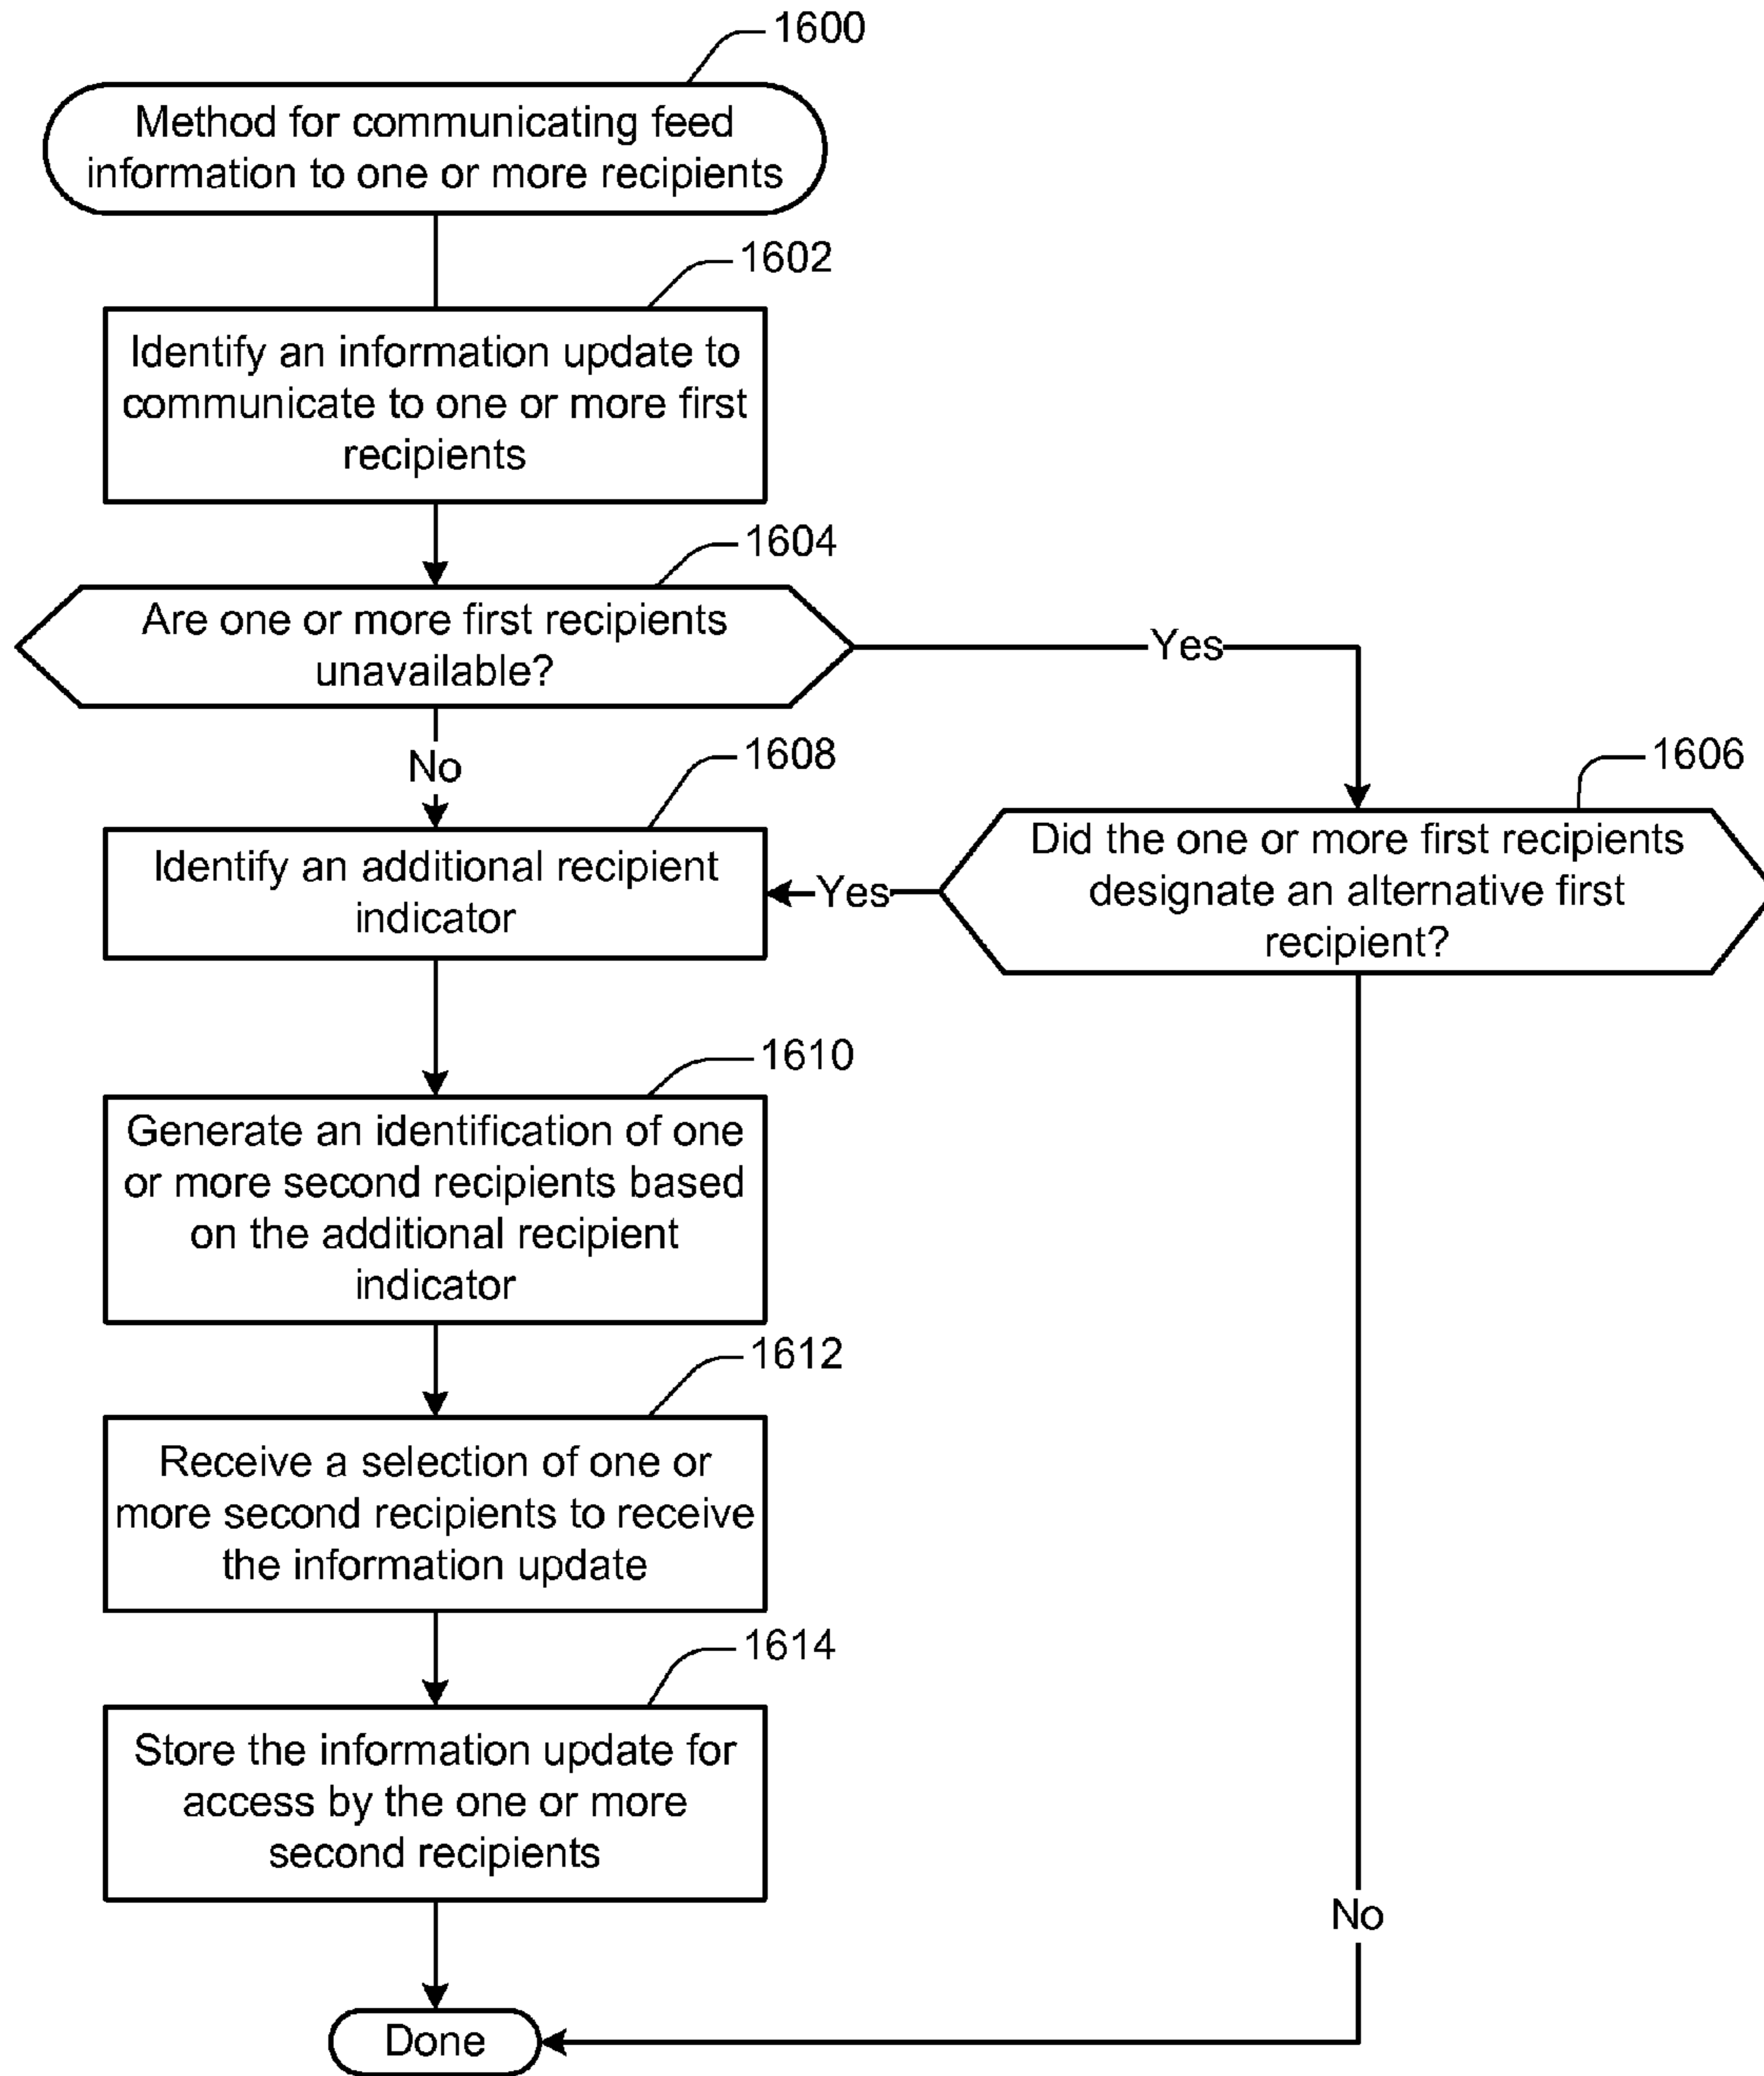 1600
Method for communicating feed
information to one or more recipients
1602
Identify an information update to
communicate to one or more first
recipients
1604
Are one or more first recipients
unavailable?
Yes
No
1606
Did the one or more first recipients
designate an alternative first
recipient?
Yes
1608
Identify an additional recipient
indicator
1610
Generate an identification of one
or more second recipients based
on the additional recipient
indicator
1612
Receive a selection of one or
more second recipients to receive
the information update
1614
Store the information update for
access by the one or more
second recipients
No
Done